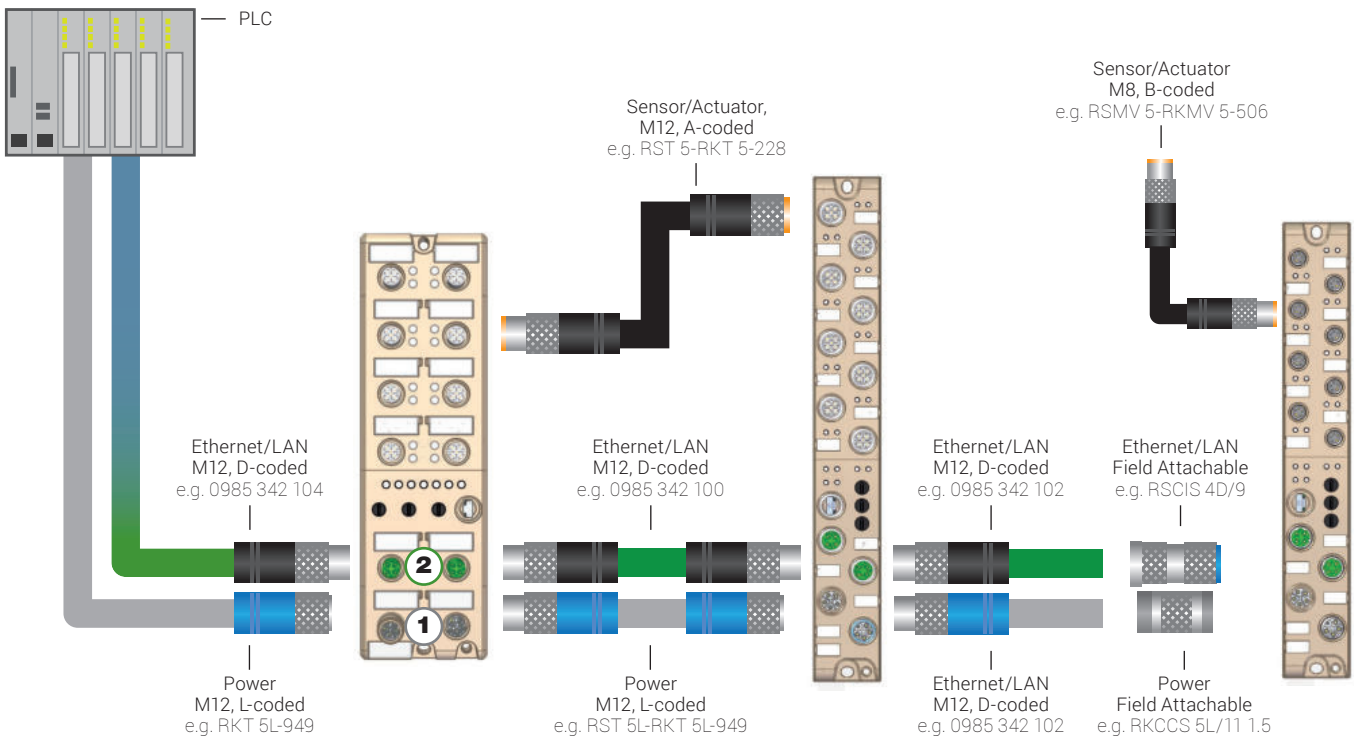 PLC
Sensor/Actuator
M8, B-coded
e.g. RSMV 5-RKMV 5-506
Sensor/Actuator,
M12, A-coded
e.g. RST 5-RKT 5-228
Ethernet/LAN
M12, D-coded
e.g. 0985 342 104
Ethernet/LAN
M12, D-coded
e.g. 0985 342 100
Ethernet/LAN
M12, D-coded
e.g. 0985 342 102
Ethernet/LAN
Field Attachable
e.g. RSCIS 4D/9
2
1
Power
M12, L-coded
e.g. RKT 5L-949
Power
M12, L-coded
e.g. RST 5L-RKT 5L-949
Ethernet/LAN
M12, D-coded
e.g. 0985 342 102
Power
Field Attachable
e.g. RKCCS 5L/11 1.5